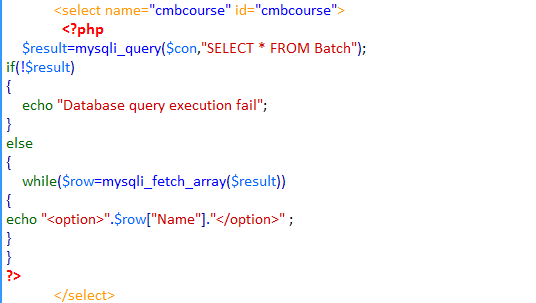 <select name="cmbcourse" id="cmbcourse">
<?php
$result=mysqli_query($con,"SELECT * FROM Batch");
if(!$result)
{
echo "Database query execution fail";
}
else
{
while($row=mysqli_fetch_array($result))
{
echo "<option>".$row["Name"]."</option>" ;
}
}
?>
</select>